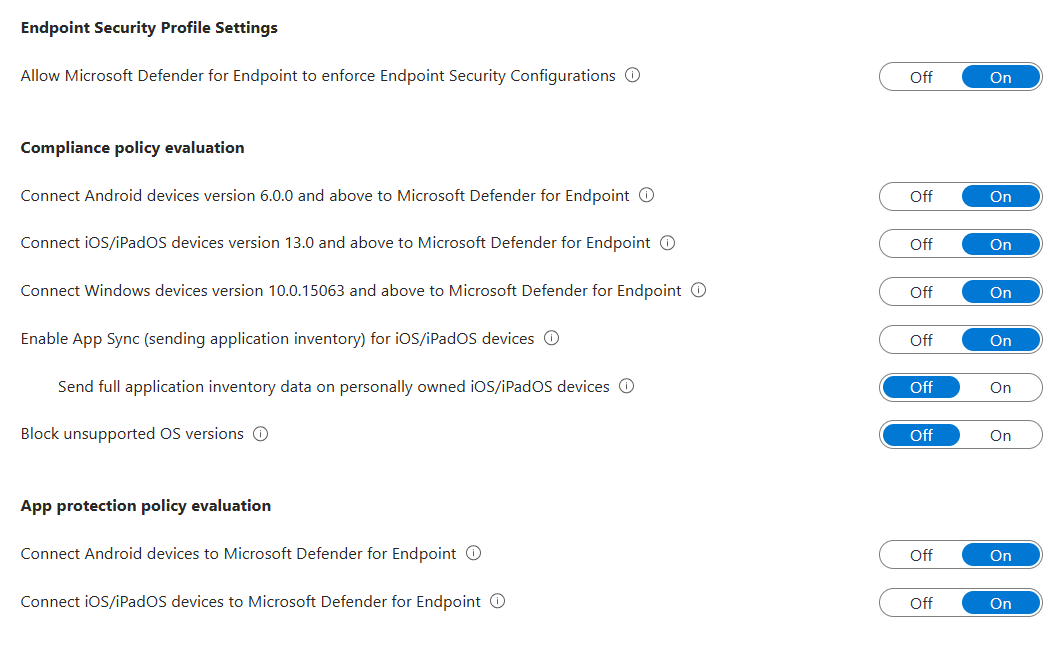 Endpoint Security Profile Settings
Allow Microsoft Defender for Endpoint to enforce Endpoint Security Configurations Off On
Compliance policy evaluation
Connect Android devices version 6.0.0 and above to Microsoft Defender for Endpoint Off On
Connect iOS/iPadOS devices version 13.0 and above to Microsoft Defender for Endpoint Off On
Connect Windows devices version 10.0.15063 and above to Microsoft Defender for Endpoint Off On
Enable App Sync (sending application inventory) for iOS/iPadOS devices Off On
Send full application inventory data on personally owned iOS/iPadOS devices Off On
Block unsupported OS versions Off On
App protection policy evaluation
Connect Android devices to Microsoft Defender for Endpoint Off On
Connect iOS/iPadOS devices to Microsoft Defender for Endpoint Off On